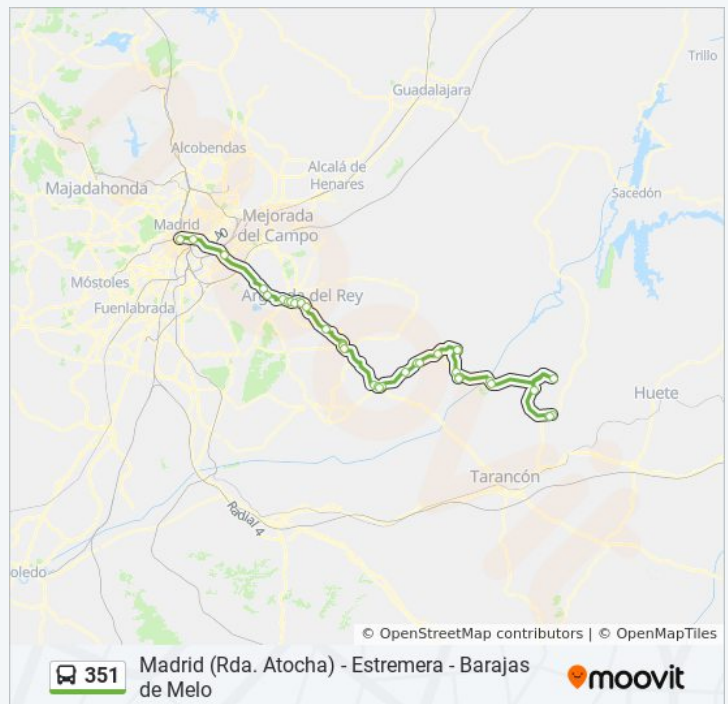 Trillo
Guadalajara
Alcobendas
Alcalá de
Henares
Majadahonda
Sacedón
Madrid
40
Mejorada
del Campo
Móstoles
Fuenlabrada
del Rey
Huete
Tarancón
Radial 4
oledo
© OpenStreetMap contributors | © OpenMapTiles
351
Madrid (Rda. Atocha) - Estremera - Barajas
de Melo
moovit